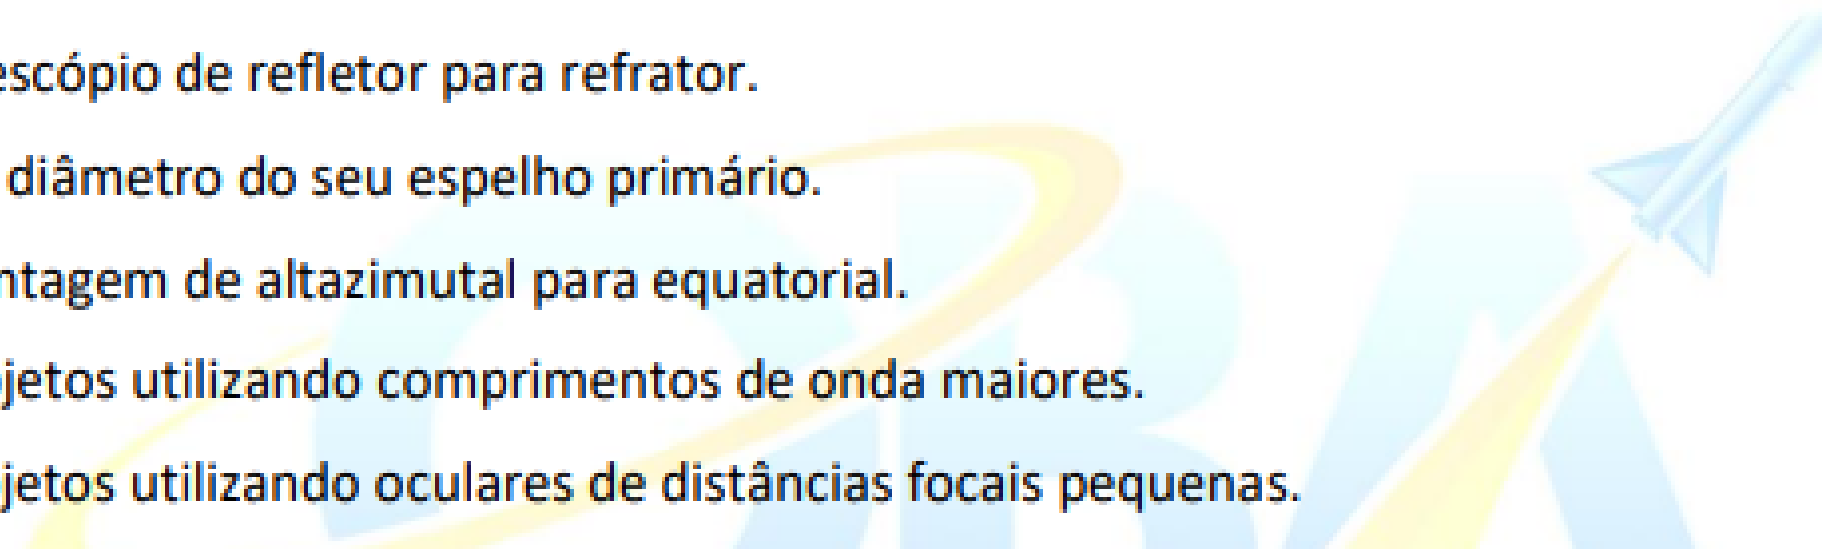 escópio de refletor para refrator.
diâmetro do seu espelho primário.
ntagem de altazimutal para equatorial.
jetos utilizando comprimentos de onda maiores.
jetos utilizando oculares de distâncias focais pequenas.
OBA